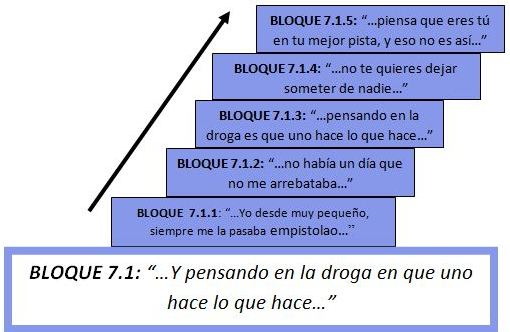 BLOQUE 7.1.5: “…piensa que eres tú
en tu mejor pista, y eso no es así…”
BLOQUE 7.1.4: “…no te quieres dejar
someter de nadie…”
BLOQUE 7.1.3: “…pensando en la
droga es que uno hace lo que hace…”
BLOQUE 7.1.2: “…no había un día que
no me arrebataba…”
BLOQUE 7.1.1: “…Yo desde muy pequeño,
siempre me la pasaba empistolao…”
BLOQUE 7.1: “…Y pensando en la droga en que uno
hace lo que hace…”